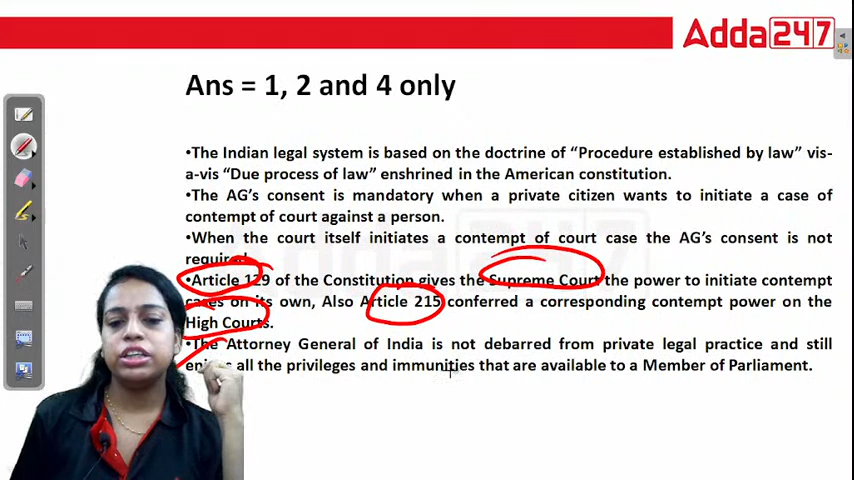 Adda247
Ans = 1, 2 and 4 only
•The Indian legal system is based on the doctrine of “Procedure established by law” vis-
a-vis “Due process of law” enshrined in the American constitution.
•The AG’s consent is mandatory when a private citizen wants to initiate a case of
contempt of court against a person.
•When the court itself initiates a contempt of court case the AG’s consent is not
required.
•Article 129 of the Constitution gives the Supreme Court the power to initiate contempt
cases on its own, Also Article 215 conferred a corresponding contempt power on the
High Courts.
•The Attorney General of India is not debarred from private legal practice and still
enjoys all the privileges and immunities that are available to a Member of Parliament.